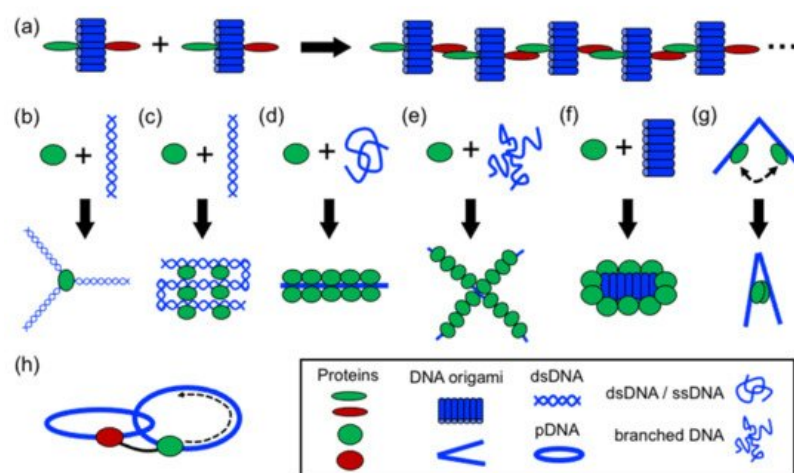 (a)
+
...
(b)
(c)
(d)
(e)
(f)
(g)
+
+
+
+
+
(h)
Proteins
DNA origami
dsDNA
dsDNA / ssDNA
pDNA
branched DNA